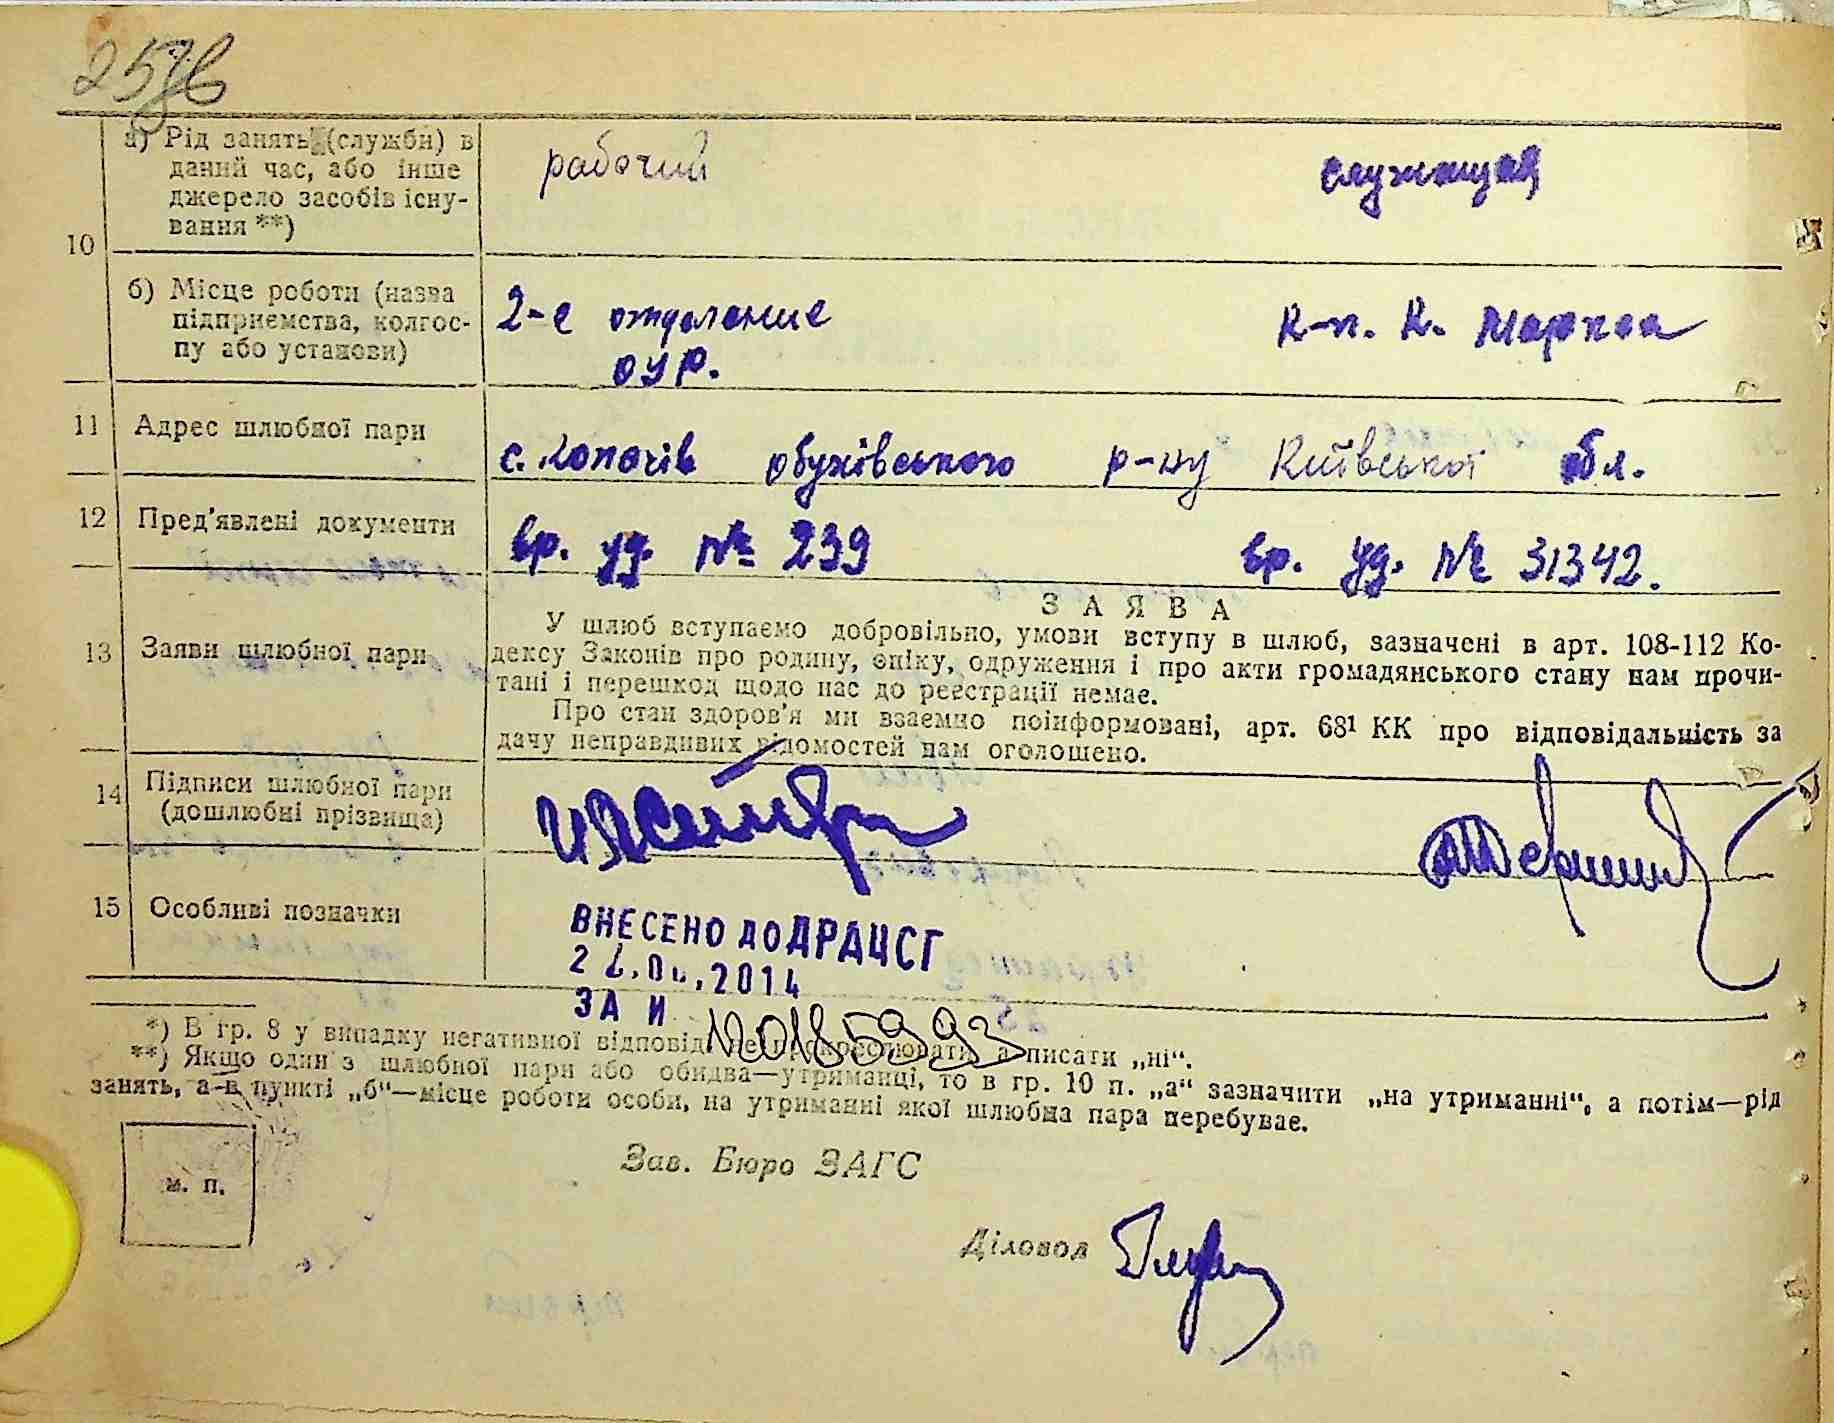 257в
а) Рід занять (служби) в
даний час, або інше
джерело засобів існу-
вання **)
рабочий
служащая
10
б) Місце роботи (назва
підприємства, колгос-
пу або установи)
2-е отделение
ОУР.
к-п. К. Маркса
11 Адрес шлюбної пари
с. Копачів Обухівського р-ну Київської обл.
12 Пред'явлені документи
вр. уд. № 239
вр. уд. № 31342.
13 Заяви шлюбної пари
ЗАЯВА
У шлюб вступаємо добровільно, умови вступу в шлюб, зазначені в арт. 108-112 Ко-
дексу Законів про родину, опіку, одруження і про акти громадянського стану нам прочи-
тані і перешкод щодо нас до реєстрації немає.
Про стан здоров'я ми взаємно поінформовані, арт. 68¹ КК про відповідальність за
дачу неправдивих відомостей нам оголошено.
14 Підписи шлюбної пари
(дошлюбні прізвища)
15 Особливі позначки
ВНЕСЕНО ДО ДРАЦСГ
2014
ЗА №
*) В гр. 8 у випадку негативної відповіді не прокреслювати, а писати „ні“.
**) Якщо один з шлюбної пари або обидва—утриманці, то в гр. 10 п. „а“ зазначити „на утриманні“, а потім—рід
занять, а в пункті „б“—місце роботи особи, на утриманні якої шлюбна пара перебуває.
м. п.
Зав. Бюро ЗАГС
Діловод